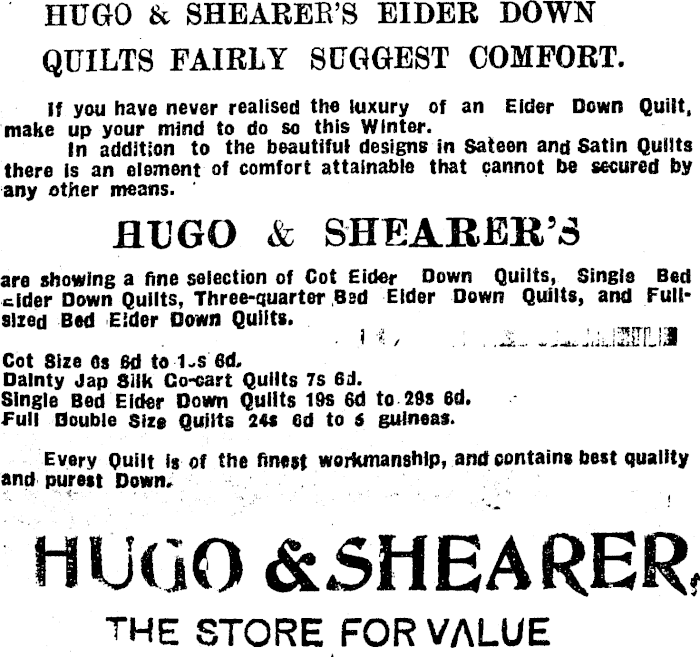 HUGO & SHEARER'S EIDER DOWN
QUILTS FAIRLY SUGGEST COMFORT.
If you have never realised the luxury of an Eider Down Quilt,
make up your mind to do so this Winter.
In addition to the beautiful designs in Sateen and Satin Quilts
there is an element of comfort attainable that cannot be secured by
any other means.
HUGO & SHEARER'S
are showing a fine selection of Cot Eider Down Quilts, Single Bed
Eider Down Quilts, Three-quarter Bed Eider Down Quilts, and Full-
sized Bed Eider Down Quilts.
Cot Size 6s 6d to 6d.
Dainty Jap Silk Co-cart Quilts 7s 6d.
Single Bed Eider Down Quilts 19s 6d to 29s 6d.
Full Double Size Quilts 24s 6d to guineas.
Every Quilt is of the finest workmanship, and contains best quality
and purest Down.
HUGO & SHEARER,
THE STORE FOR VALUE